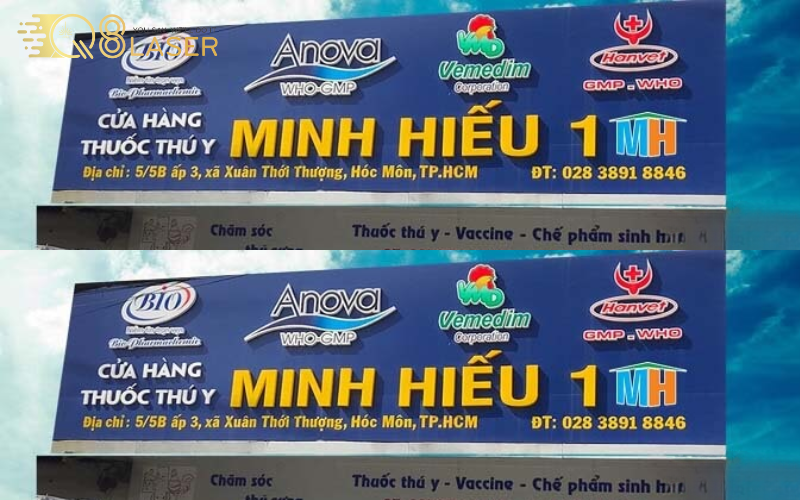 Q8 LASER
BIO
Bio-Pharmachemie
Anova
WHO-GMP
Vemedim
Corporation
Hanvet
GMP - WHO
CỬA HÀNG
THUỐC THÚ Y
MINH HIẾU 1
MH
Địa chỉ : 5/5B ấp 3, xã Xuân Thới Thượng, Hóc Môn, TP.HCM
ĐT: 028 3891 8846
Chăm sóc
Thuốc thú y - Vaccine - Chế phẩm sinh
BIO
Bio-Pharmachemie
Anova
WHO-GMP
Vemedim
Corporation
Hanvet
GMP - WHO
CỬA HÀNG
THUỐC THÚ Y
MINH HIẾU 1
MH
Địa chỉ : 5/5B ấp 3, xã Xuân Thới Thượng, Hóc Môn, TP.HCM
ĐT: 028 3891 8846
Chăm sóc
Thuốc thú y - Vaccine - Chế phẩm sinh